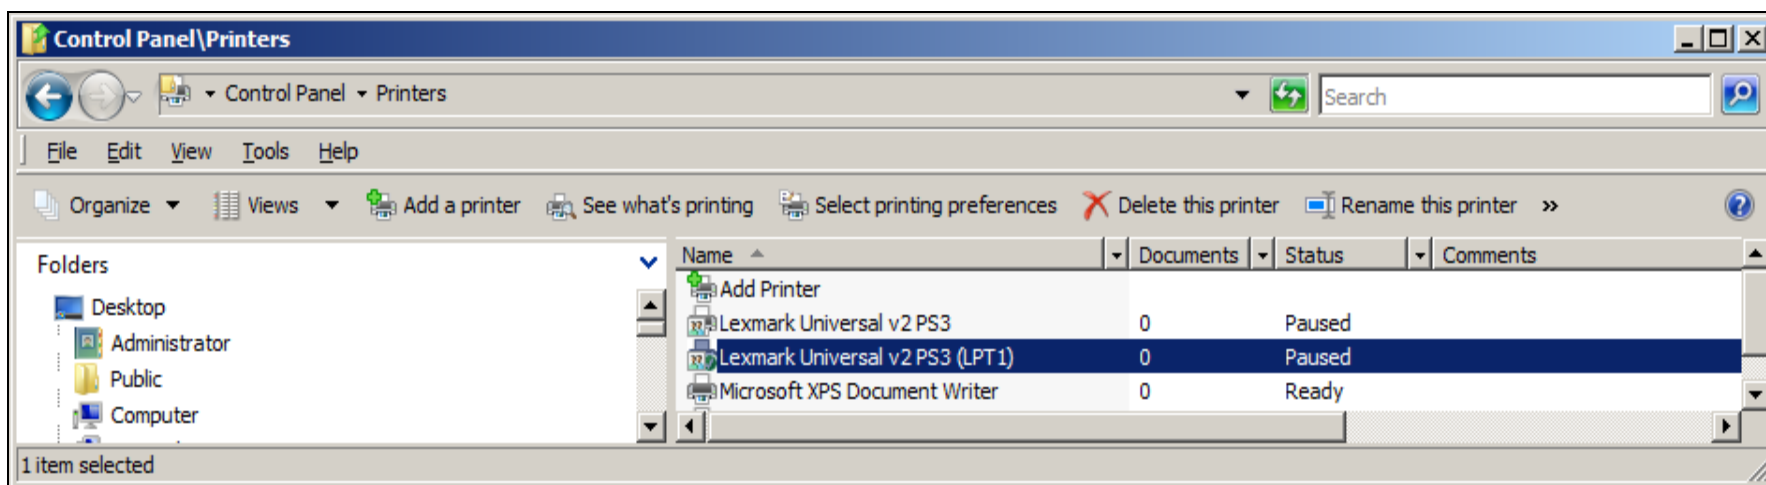 Control Panel\Printers
Control Panel Printers
Search
File Edit View Tools Help
Organize Views Add a printer See what's printing Select printing preferences Delete this printer Rename this printer »
Folders
Desktop
Administrator
Public
Computer
Name Documents Status Comments
Add Printer
Lexmark Universal v2 PS3 0 Paused
Lexmark Universal v2 PS3 (LPT1) 0 Paused
Microsoft XPS Document Writer 0 Ready
1 item selected